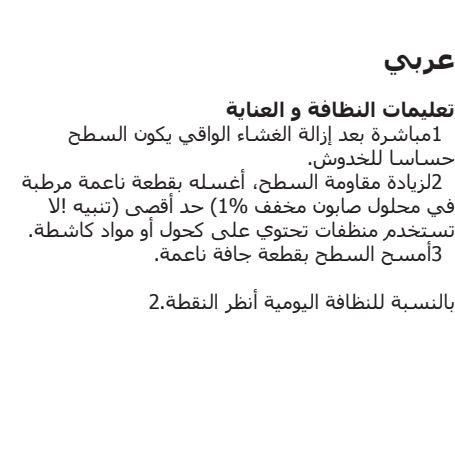 عربي
تعليمات النظافة و العناية
1مباشرة بعد إزالة الغشاء الواقي يكون السطح
حساسا للخدوش.
2لزيادة مقاومة السطح، أغسله بقطعة ناعمة مرطبة
في محلول صابون مخفف 1%) حد أقصى (تنبيه !لا
تستخدم منظفات تحتوي على كحول أو مواد كاشطة.
3أمسح السطح بقطعة جافة ناعمة.
بالنسبة للنظافة اليومية أنظر النقطة.2